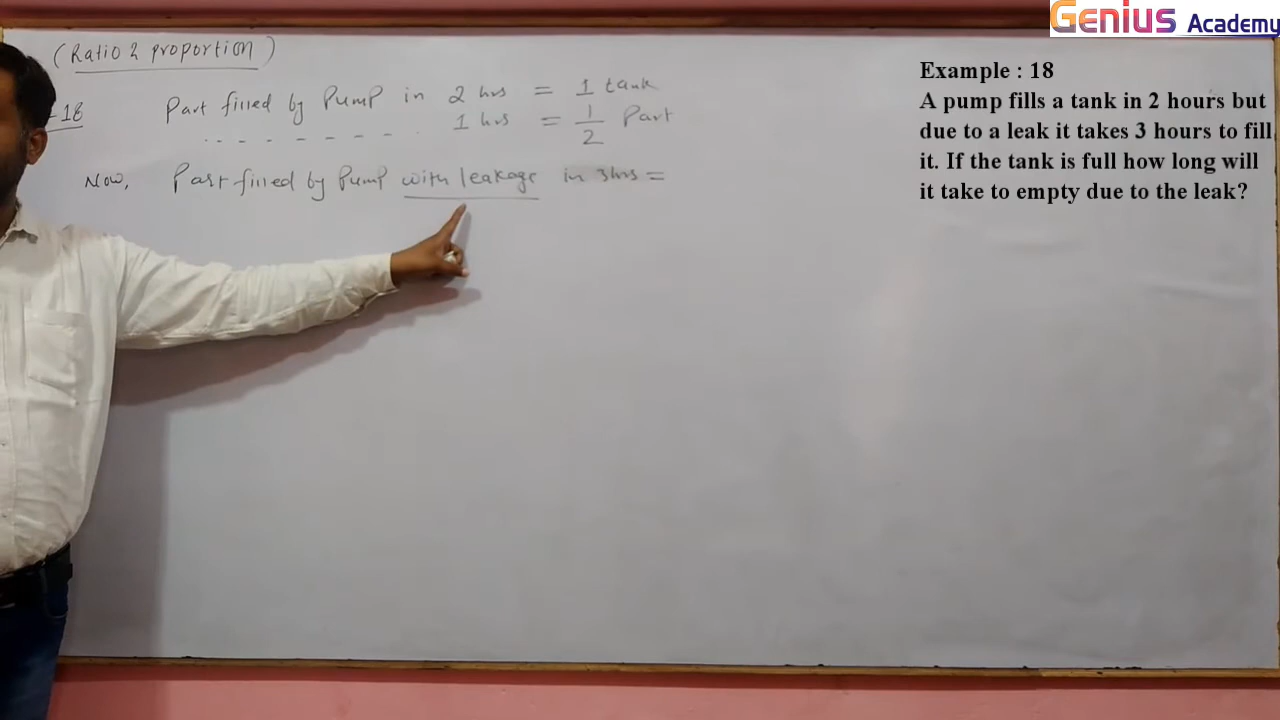 Genius Academy
(Ratio & proportion)
-18
Part filled by Pump in 2 hrs = 1 tank
. . - - - - - - . 1 hrs = 1/2 Part
Now, Part filled by Pump with leakage in 3hrs =
Example : 18
A pump fills a tank in 2 hours but
due to a leak it takes 3 hours to fill
it. If the tank is full how long will
it take to empty due to the leak?